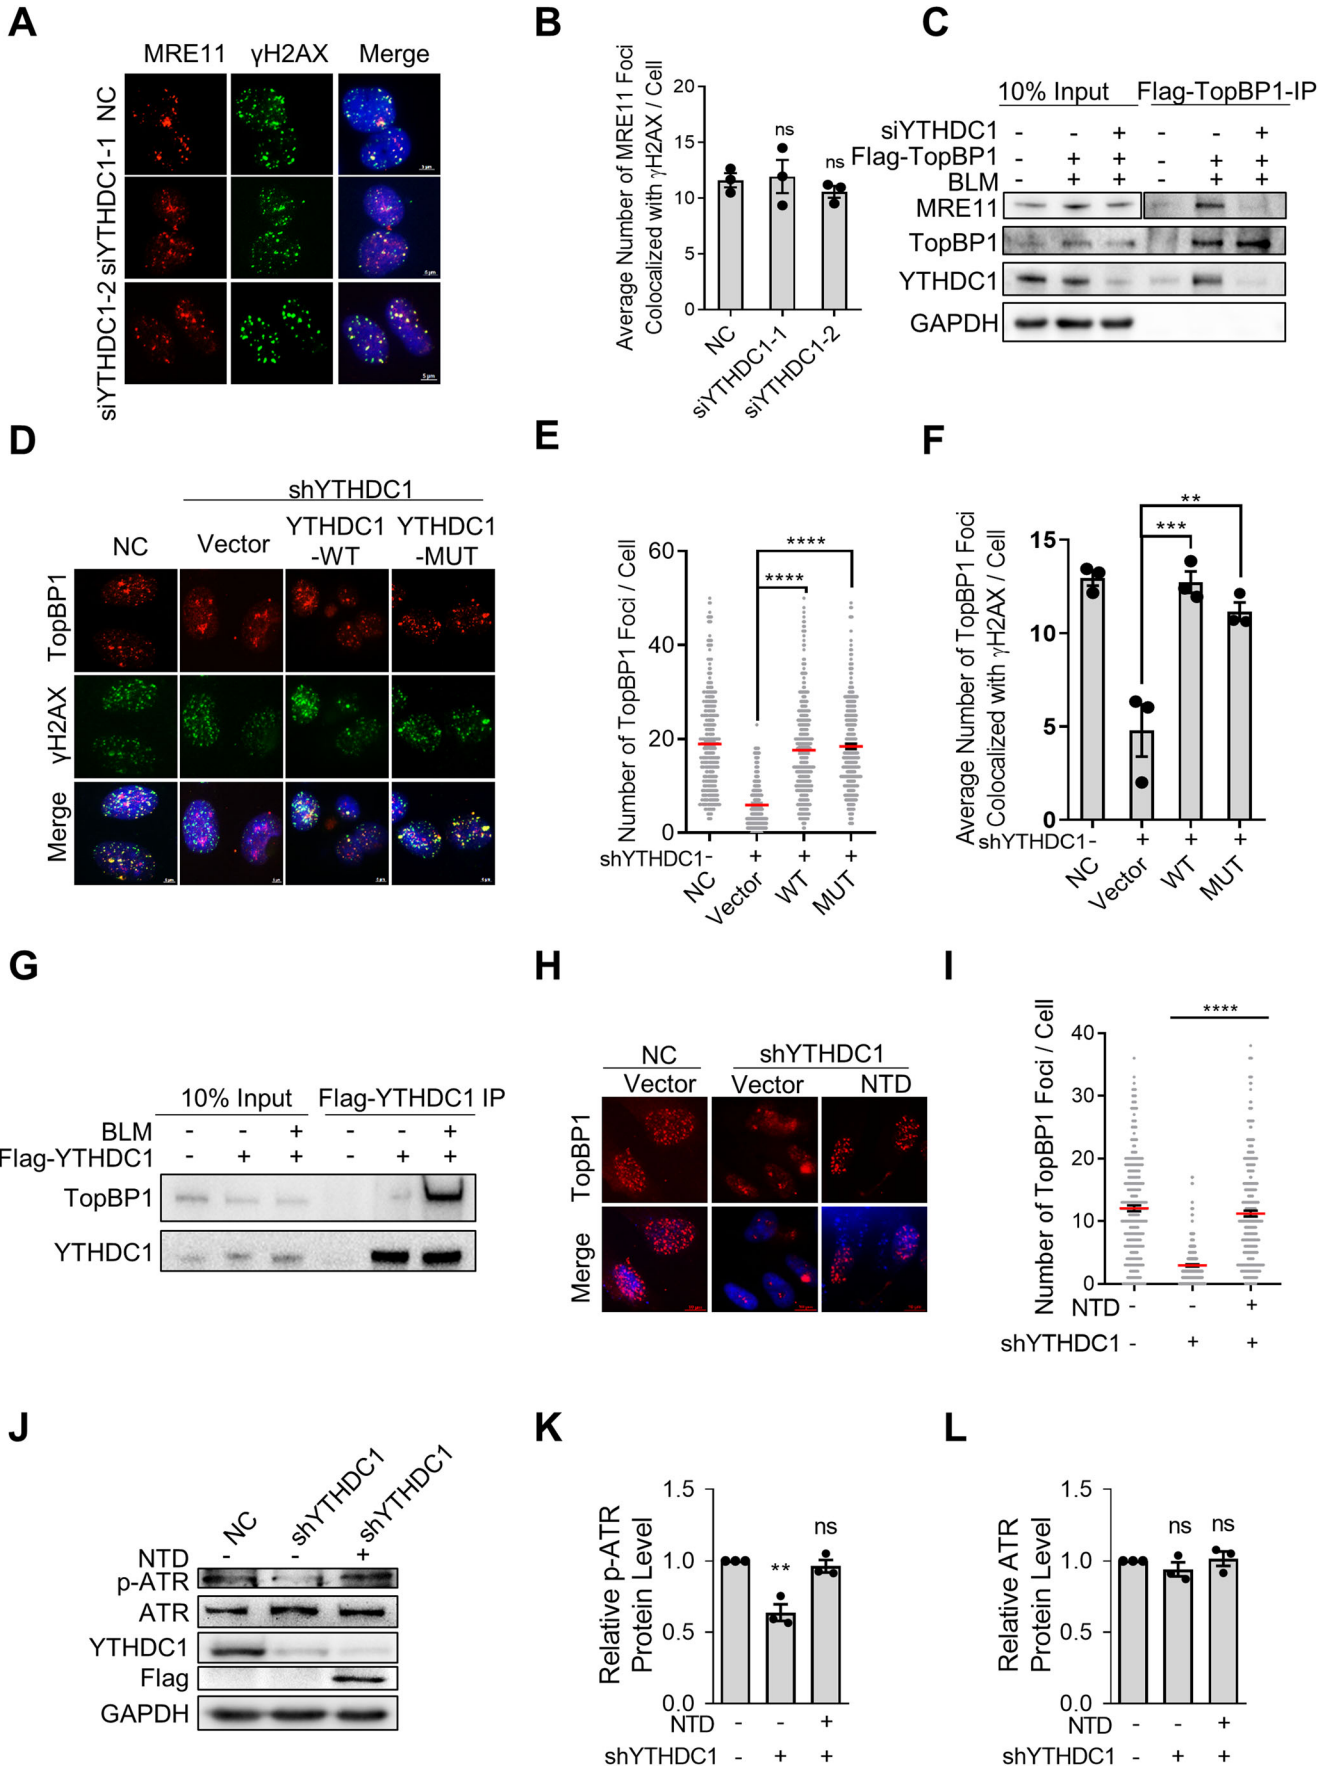 A
MRE11 γH2AX Merge
NC
siYTHDC1-1
siYTHDC1-2
B
Average Number of MRE11 Foci
Colocalized with γH2AX / Cell
20
15
10
5
0
ns
ns
NC
siYTHDC1-1
siYTHDC1-2
C
10% Input Flag-TopBP1-IP
siYTHDC1 - - + - - +
Flag-TopBP1 - + + - + +
BLM - + + - + +
MRE11
TopBP1
YTHDC1
GAPDH
D
shYTHDC1
NC Vector YTHDC1 -WT YTHDC1 -MUT
TopBP1
γH2AX
Merge
E
Number of TopBP1 Foci / Cell
60
40
20
0
****
****
shYTHDC1 - + + +
NC
Vector
WT
MUT
F
Average Number of TopBP1 Foci
Colocalized with γH2AX / Cell
15
10
5
0
**
***
shYTHDC1 - + + +
NC
Vector
WT
MUT
G
10% Input Flag-YTHDC1 IP
BLM - - + - - +
Flag-YTHDC1 - + + - + +
TopBP1
YTHDC1
H
NC shYTHDC1
Vector Vector NTD
TopBP1
Merge
I
Number of TopBP1 Foci / Cell
40
30
20
10
0
****
NTD - - +
shYTHDC1 - + +
J
NC
shYTHDC1
shYTHDC1
NTD - - +
p-ATR
ATR
YTHDC1
Flag
GAPDH
K
Relative p-ATR
Protein Level
1.5
1.0
0.5
0.0
**
ns
NTD - - +
shYTHDC1 - + +
L
Relative ATR
Protein Level
1.5
1.0
0.5
0.0
ns
ns
NTD - - +
shYTHDC1 - + +